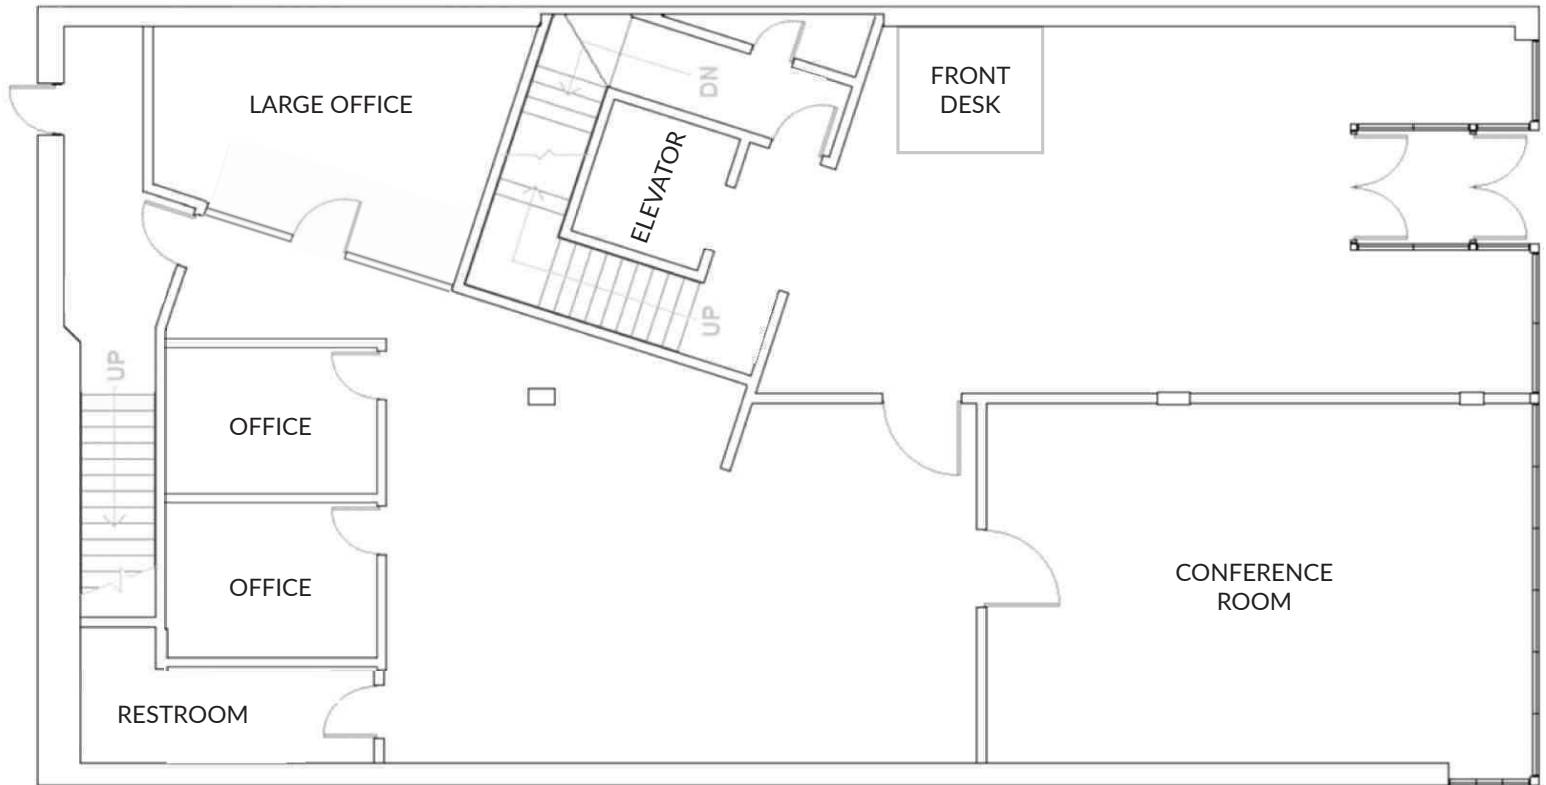 LARGE OFFICE
DN
FRONT
DESK
ELEVATOR
UP
UP
OFFICE
OFFICE
CONFERENCE
ROOM
RESTROOM